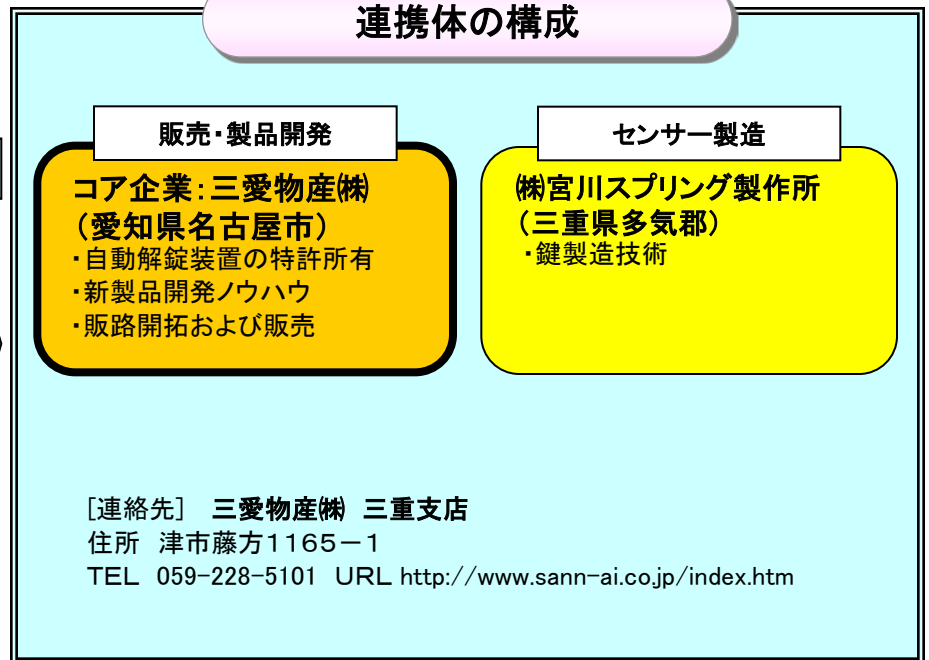 連携体の構成
販売・製品開発
コア企業:三愛物産㈱
(愛知県名古屋市)
・自動解錠装置の特許所有
・新製品開発ノウハウ
・販路開拓および販売
センサー製造
㈱宮川スプリング製作所
(三重県多気郡)
・鍵製造技術
[連絡先] 三愛物産㈱ 三重支店
住所 津市藤方1165-1
TEL 059-228-5101 URL http://www.sann-ai.co.jp/index.htm